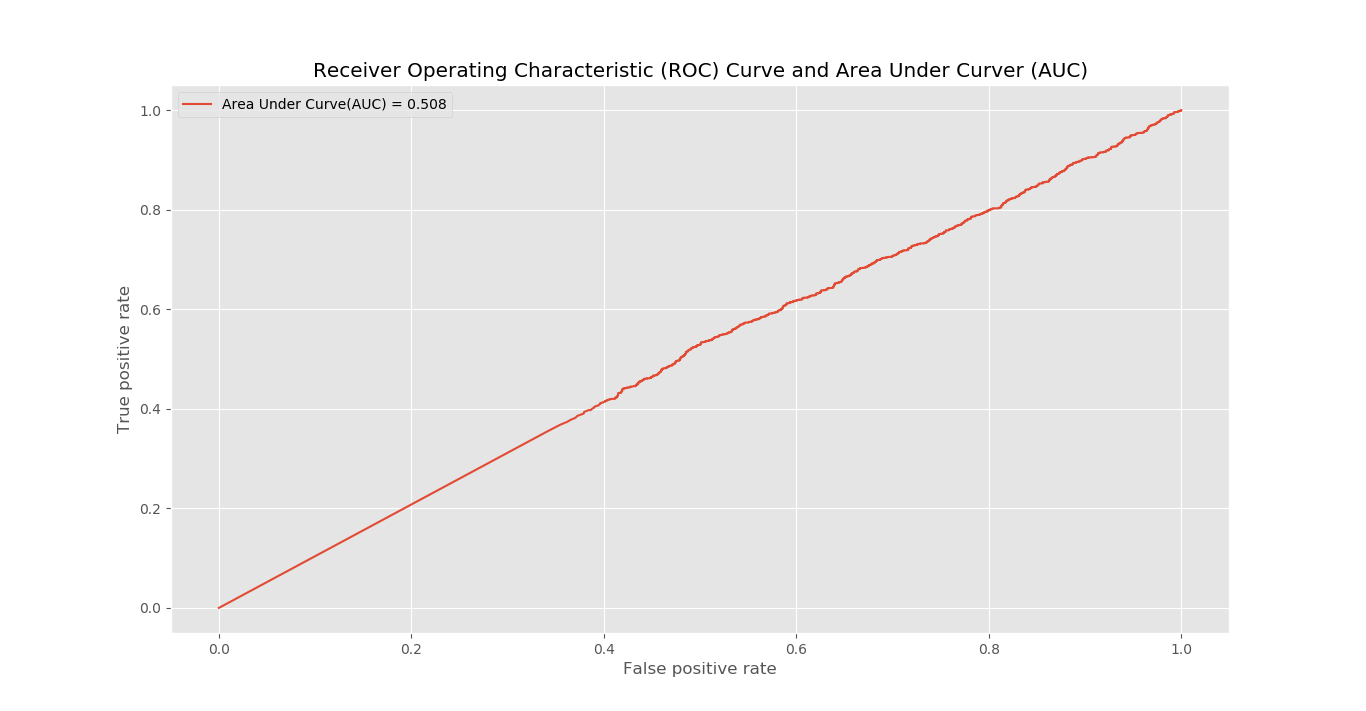 Receiver Operating Characteristic (ROC) Curve and Area Under Curver (AUC)
Area Under Curve(AUC) = 0.508
1.0
0.8
0.6
0.4
0.2
0.0
True positive rate
0.0 0.2 0.4 0.6 0.8 1.0
False positive rate